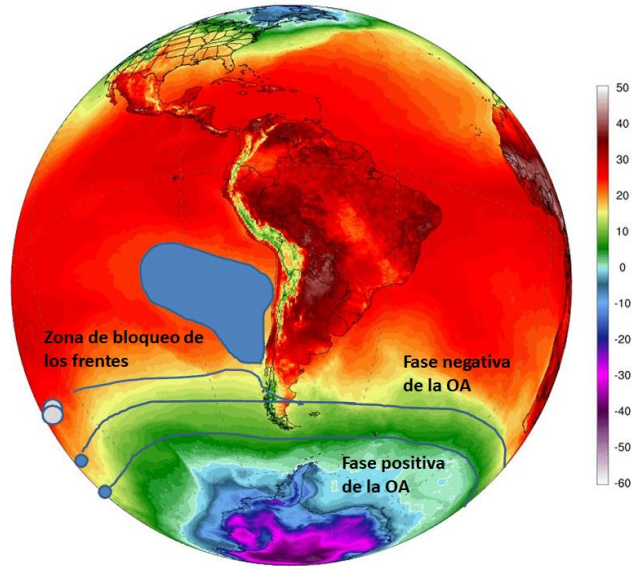 50
40
30
20
10
0
-10
-20
-30
-40
-50
-60
Zona de bloqueo de
los frentes
Fase negativa
de la OA
Fase positiva
de la OA